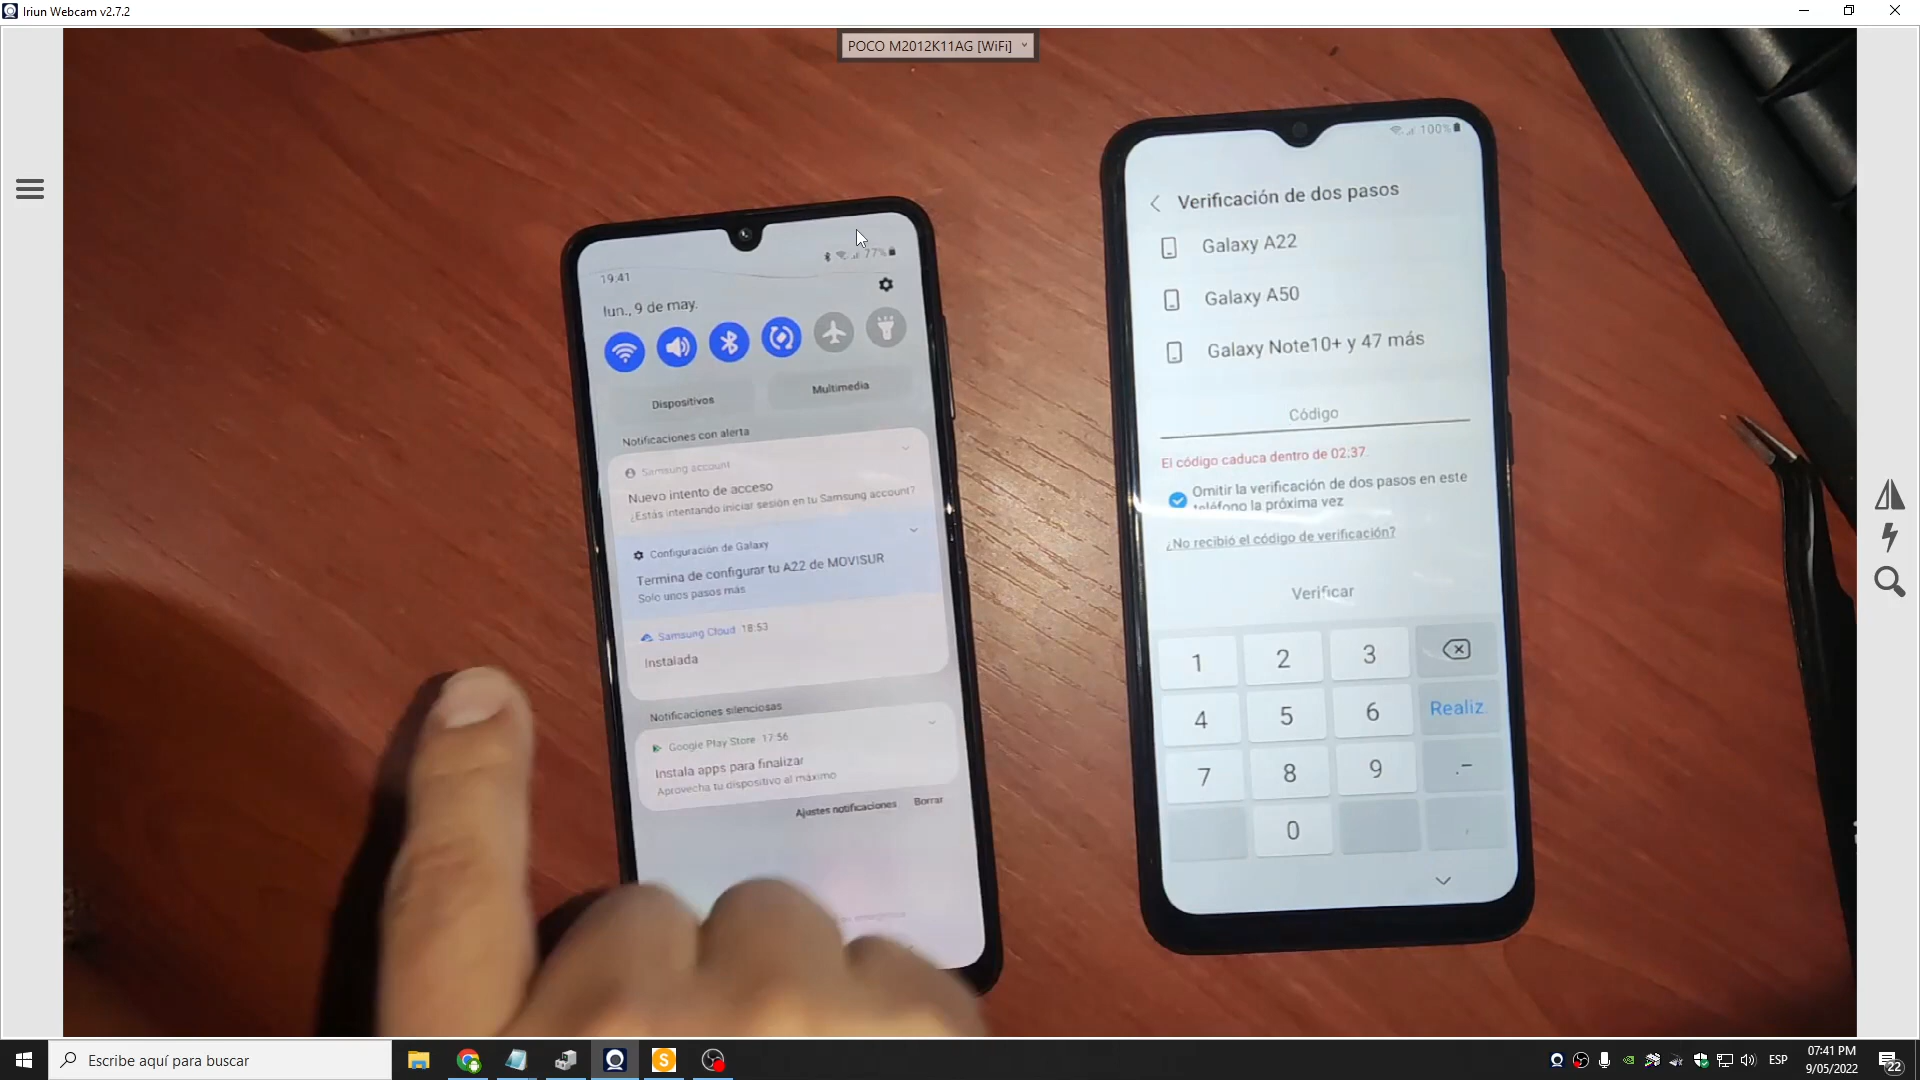 Iriun Webcam v2.7.2
POCO M2012K11AG [WiFi]
77%
19:41
lun., 9 de may.
Dispositivos
Multimedia
Notificaciones con alerta
Samsung account
Nuevo intento de acceso
¿Estás intentando iniciar sesión en tu Samsung account?
Configuración de Galaxy
Termina de configurar tu A22 de MOVISUR
Solo unos pasos más
Samsung Cloud 18:53
Instalada
Notificaciones silenciosas
Google Play Store 17:56
Instala apps para finalizar
Aprovecha tu dispositivo al máximo
Ajustes notificaciones Borrar
100%
Verificación de dos pasos
Galaxy A22
Galaxy A50
Galaxy Note10+ y 47 más
Código
El código caduca dentro de 02:37
Omitir la verificación de dos pasos en este
teléfono la próxima vez
¿No recibió el código de verificación?
Verificar
1 2 3
4 5 6 Realiz.
7 8 9 .-
0 ,
Escribe aquí para buscar
ESP
07:41 PM
9/05/2022
22